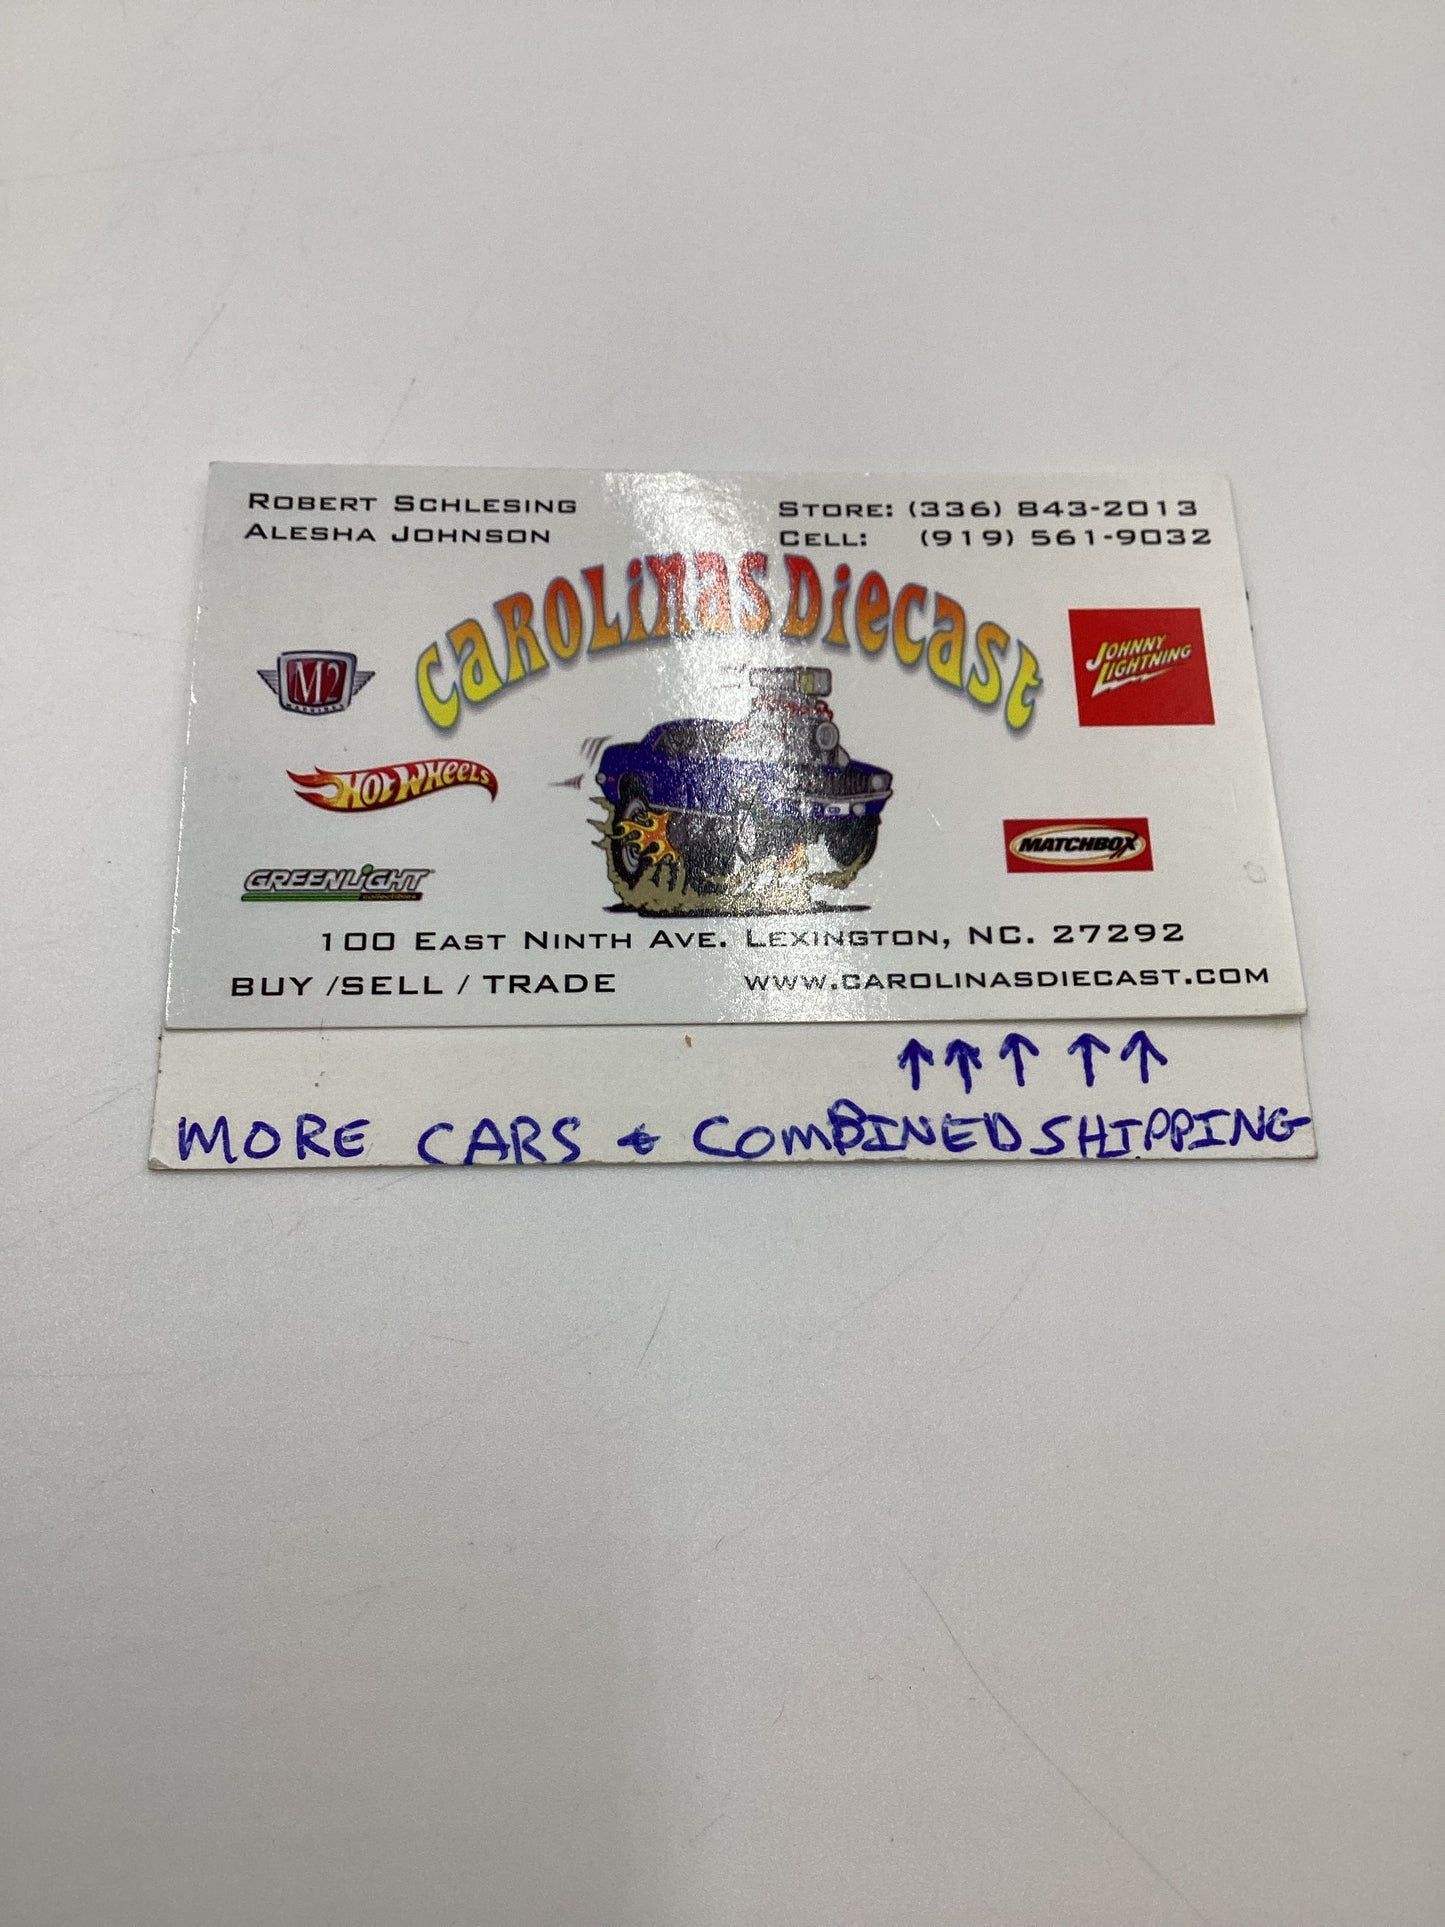 ROBERT SCHLESING
ALESHA JOHNSON
STORE: (336) 843-2013
CELL: (919) 561-9032
CAROLINAS DIECAST
M2
MACHINES
JOHNNY
LIGHTNING
HOT WHEELS
MATCHBOX
GREENLIGHT
collectibles
100 EAST NINTH AVE. LEXINGTON, NC. 27292
BUY /SELL / TRADE
WWW.CAROLINASDIECAST.COM
↑↑↑ ↑↑
MORE CARS & COMBINED SHIPPING